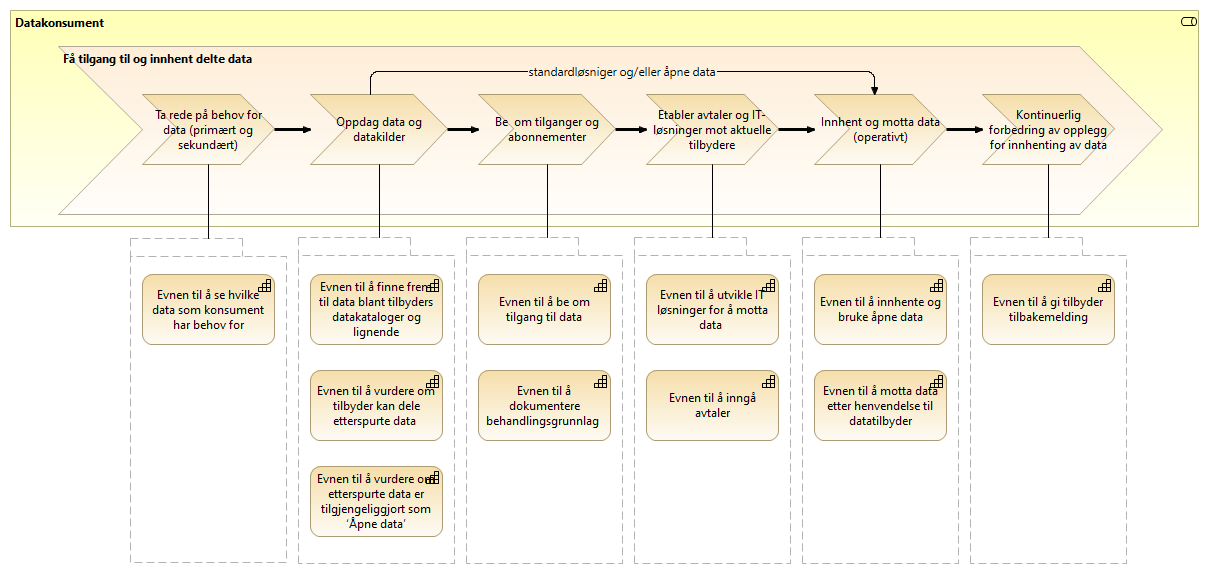 Datakonsument
Få tilgang til og innhent delte data
standardløsniger og/eller åpne data
Ta rede på behov for
data (primært og
sekundært)
Oppdag data og
datakilder
Be om tilganger og
abonnementer
Etabler avtaler og IT-
løsninger mot aktuelle
tilbydere
Innhent og motta data
(operativt)
Kontinuerlig
forbedring av opplegg
for innhenting av data
Evnen til å se hvilke
data som konsument
har behov for
Evnen til å finne frem
til data blant tilbyders
datakataloger og
lignende
Evnen til å vurdere om
tilbyder kan dele
etterspurte data
Evnen til å vurdere om
etterspurte data er
tilgjengeliggjort som
‘Åpne data’
Evnen til å be om
tilgang til data
Evnen til å
dokumentere
behandlingsgrunnlag
Evnen til å utvikle IT
løsninger for å motta
data
Evnen til å inngå
avtaler
Evnen til å innhente og
bruke åpne data
Evnen til å motta data
etter henvendelse til
datatilbyder
Evnen til å gi tilbyder
tilbakemelding